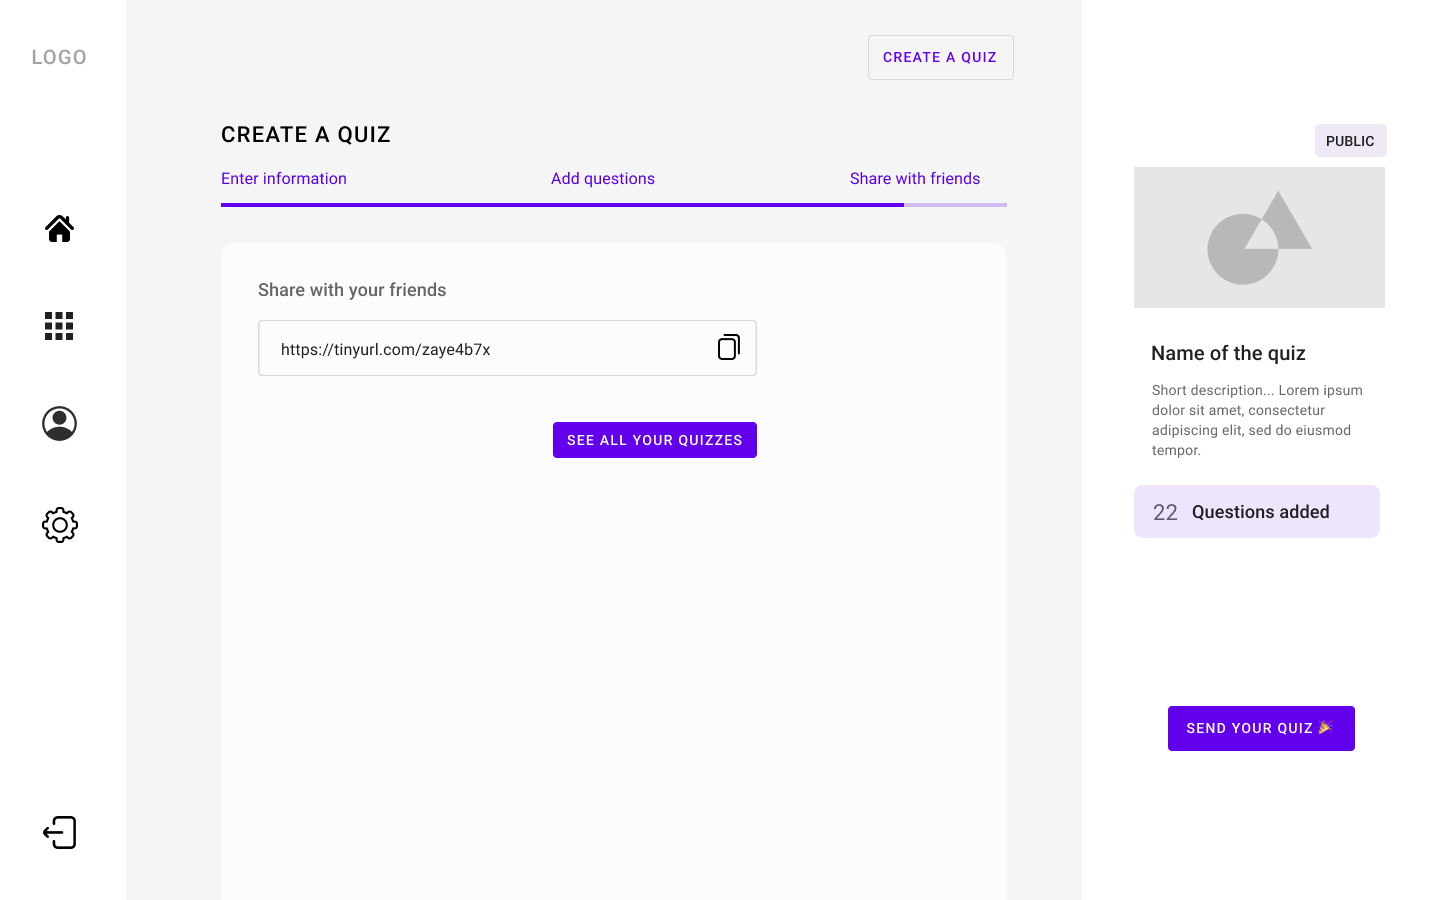 LOGO
CREATE A QUIZ
CREATE A QUIZ
Enter information
Add questions
Share with friends
Share with your friends
https://tinyurl.com/zaye4b7x
SEE ALL YOUR QUIZZES
PUBLIC
Name of the quiz
Short description... Lorem ipsum
dolor sit amet, consectetur
adipiscing elit, sed do eiusmod
tempor.
22 Questions added
SEND YOUR QUIZ 🎉